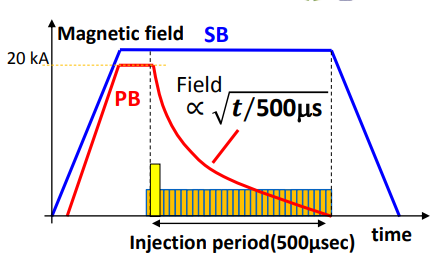 Magnetic field SB
20 kA
PB
Field
∝ √t/500μs
Injection period(500μsec) time